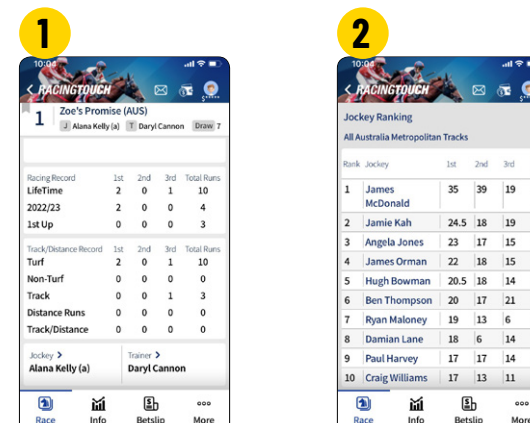 1
10:04
RACINGTOUCH
1 Zoe's Promise (AUS)
J Alana Kelly (a) T Daryl Cannon Draw 7
Racing Record 1st 2nd 3rd Total Runs
LifeTime 2 0 1 10
2022/23 2 0 0 4
1st Up 0 0 0 3
Track/Distance Record 1st 2nd 3rd Total Runs
Turf 2 0 1 10
Non-Turf 0 0 0 0
Track 0 0 1 3
Distance Runs 0 0 0 0
Track/Distance 0 0 0 0
Jockey > Trainer >
Alana Kelly (a) Daryl Cannon
Race Info Betslip More
2
10:04
RACINGTOUCH
Jockey Ranking
All Australia Metropolitan Tracks
Rank Jockey 1st 2nd 3rd
1 James 35 39 19
McDonald
2 Jamie Kah 24.5 18 19
3 Angela Jones 23 17 15
4 James Orman 22 18 15
5 Hugh Bowman 20.5 18 14
6 Ben Thompson 20 17 21
7 Ryan Maloney 19 13 6
8 Damian Lane 18 6 14
9 Paul Harvey 17 17 14
10 Craig Williams 17 13 11
Race Info Betslip More